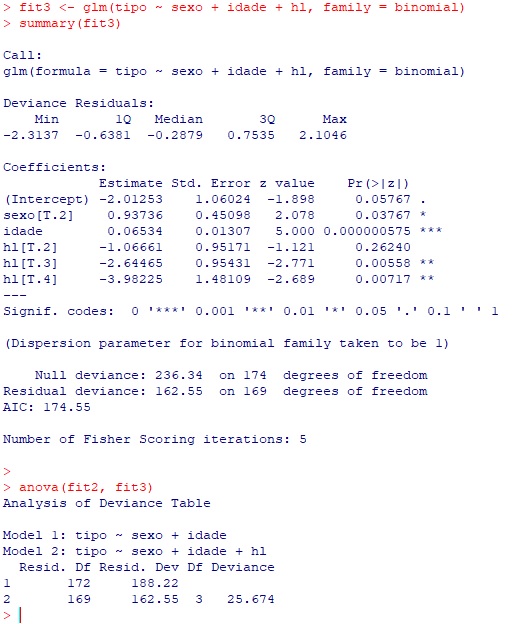 > fit3 <- glm(tipo ~ sexo + idade + hl, family = binomial)
> summary(fit3)
Call:
glm(formula = tipo ~ sexo + idade + hl, family = binomial)
Deviance Residuals:
Min 1Q Median 3Q Max
-2.3137 -0.6381 -0.2879 0.7535 2.1046
Coefficients:
Estimate Std. Error z value Pr(>|z|)
(Intercept) -2.01253 1.06024 -1.898 0.05767 .
sexo[T.2] 0.93736 0.45098 2.078 0.03767 *
idade 0.06534 0.01307 5.000 0.000000575 ***
hl[T.2] -1.06661 0.95171 -1.121 0.26240
hl[T.3] -2.64465 0.95431 -2.771 0.00558 **
hl[T.4] -3.98225 1.48109 -2.689 0.00717 **
---
Signif. codes: 0 '***' 0.001 '**' 0.01 '*' 0.05 '.' 0.1 ' ' 1
(Dispersion parameter for binomial family taken to be 1)
Null deviance: 236.34 on 174 degrees of freedom
Residual deviance: 162.55 on 169 degrees of freedom
AIC: 174.55
Number of Fisher Scoring iterations: 5
>
> anova(fit2, fit3)
Analysis of Deviance Table
Model 1: tipo ~ sexo + idade
Model 2: tipo ~ sexo + idade + hl
Resid. Df Resid. Dev Df Deviance
1 172 188.22
2 169 162.55 3 25.674
>